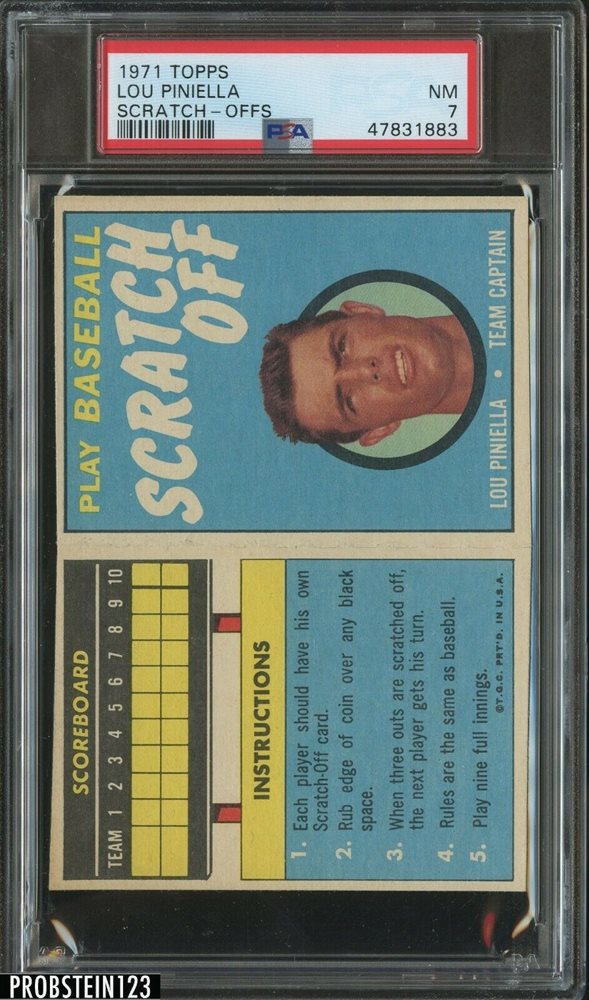 1971 TOPPS
LOU PINIELLA NM
SCRATCH-OFFS 7
PSA 47831883
PLAY BASEBALL
SCRATCH
OFF
LOU PINIELLA • TEAM CAPTAIN
SCOREBOARD
TEAM 1 2 3 4 5 6 7 8 9 10
INSTRUCTIONS
1. Each player should have his own
Scratch-Off card.
2. Rub edge of coin over any black
space.
3. When three outs are scratched off,
the next player gets his turn.
4. Rules are the same as baseball.
5. Play nine full innings.
©T.C.G. PRT'D. IN U.S.A.
PROBSTEIN123